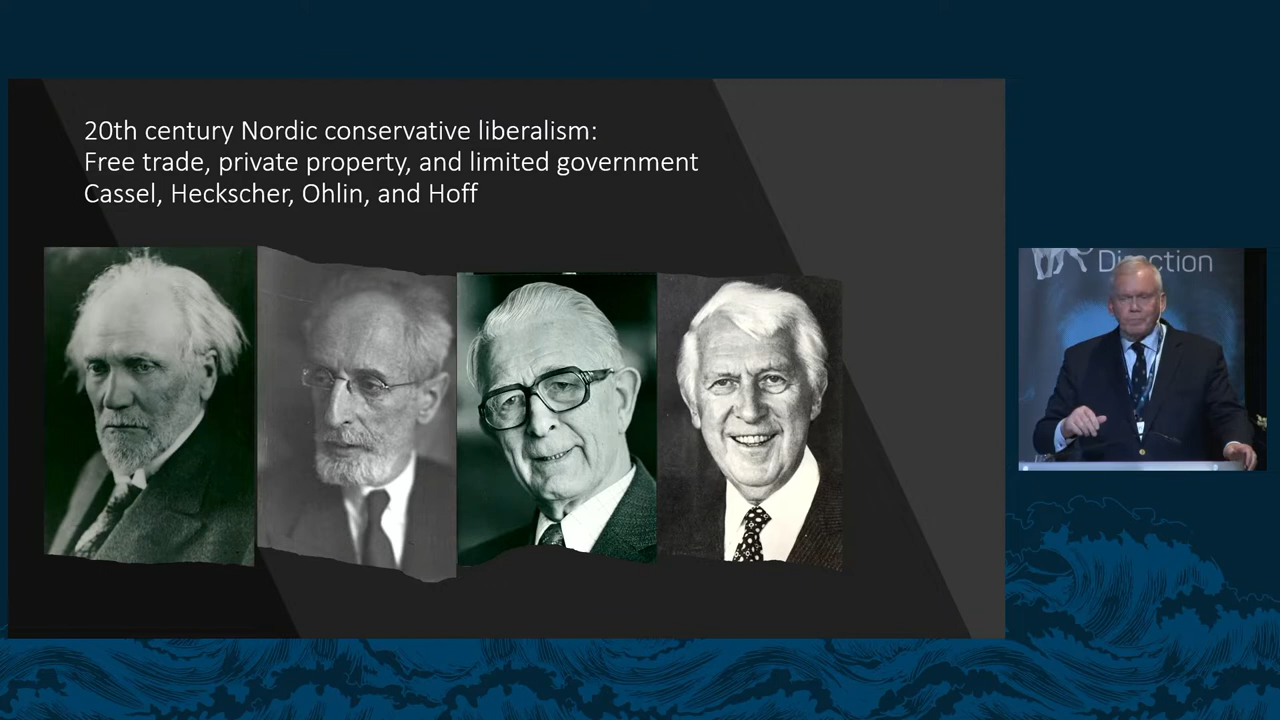 20th century Nordic conservative liberalism:
Free trade, private property, and limited government
Cassel, Heckscher, Ohlin, and Hoff
Direction